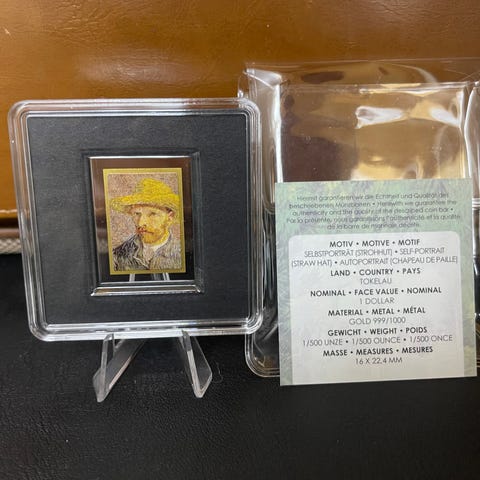 Hiermit garantieren wir die Echtheit und Qualität des
beschriebenen Münzbarren • Herewith we guarantee the
authenticity and the quality of the descibed coin bar •
Par la présente, nous garantissons l'authenticité et la qualité
de la barre de monnaie décrite.
MOTIV • MOTIVE • MOTIF
SELBSTPORTRÄT (STROHHUT) • SELF-PORTRAIT
(STRAW HAT) • AUTOPORTRAIT (CHAPEAU DE PAILLE)
LAND • COUNTRY • PAYS
TOKELAU
NOMINAL • FACE VALUE • NOMINAL
1 DOLLAR
MATERIAL • METAL • MÉTAL
GOLD 999/1000
GEWICHT • WEIGHT • POIDS
1/500 UNZE • 1/500 OUNCE • 1/500 ONCE
MASSE • MEASURES • MESURES
16 X 22,4 MM